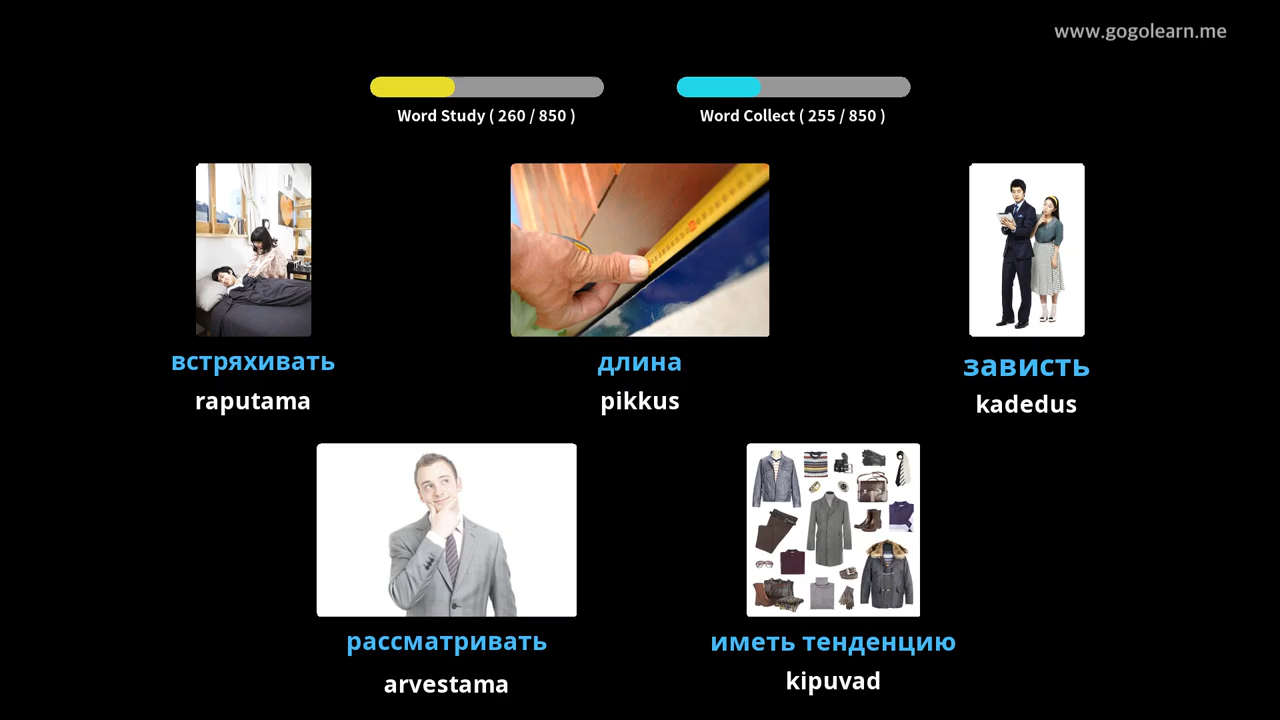 www.gogolearn.me
Word Study ( 260 / 850 )
Word Collect ( 255 / 850 )
встряхивать
raputama
длина
pikkus
зависть
kadedus
рассматривать
arvestama
иметь тенденцию
kipuvad